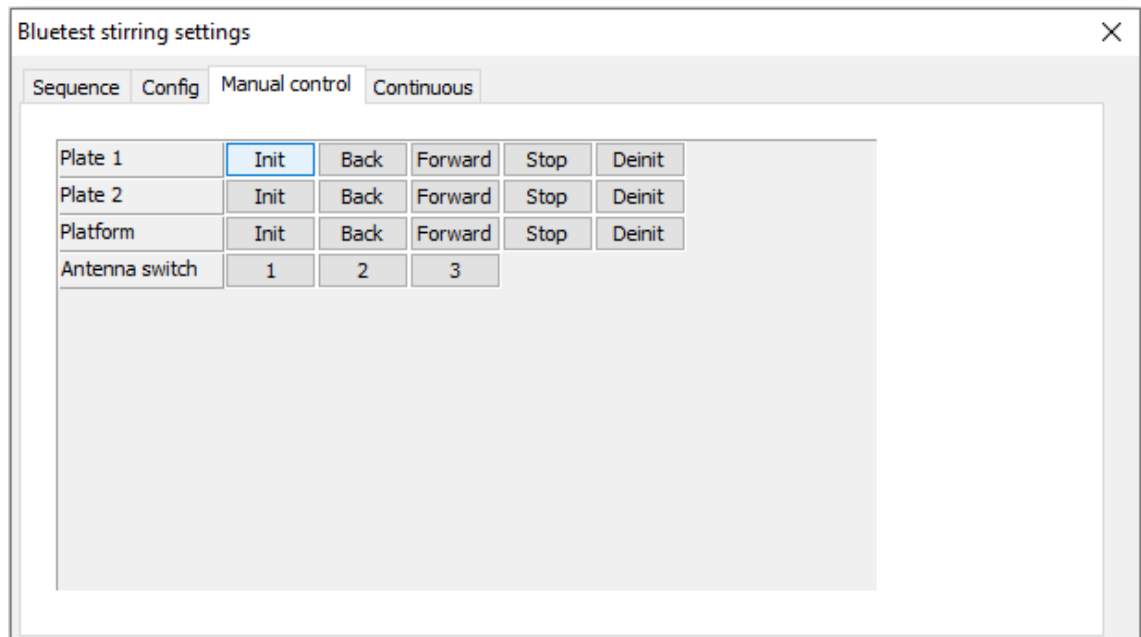 Bluetest stirring settings
Sequence Config Manual control Continuous
Plate 1 Init Back Forward Stop Deinit
Plate 2 Init Back Forward Stop Deinit
Platform Init Back Forward Stop Deinit
Antenna switch 1 2 3